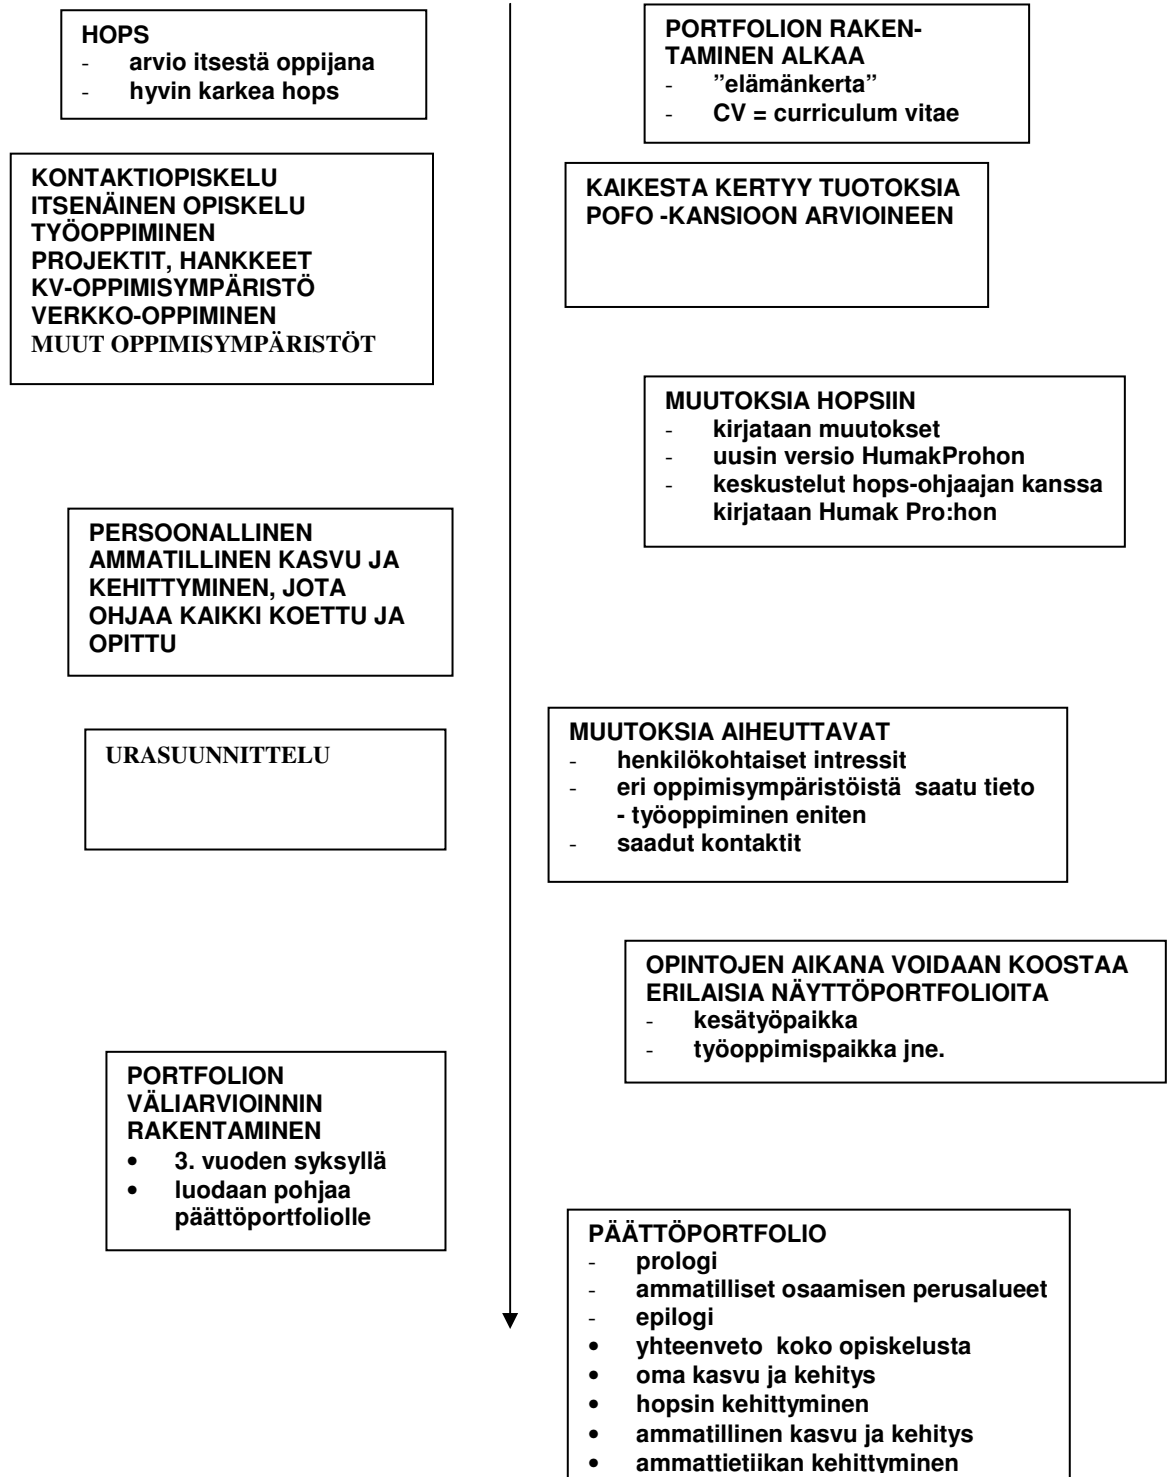 HOPS
- arvio itsestä oppijana
- hyvin karkea hops
PORTFOLION RAKEN-
TAMINEN ALKAA
- ”elämänkerta”
- CV = curriculum vitae
KONTAKTIOPISKELU
ITSENÄINEN OPISKELU
TYÖOPPIMINEN
PROJEKTIT, HANKKEET
KV-OPPIMISYMPÄRISTÖ
VERKKO-OPPIMINEN
MUUT OPPIMISYMPÄRISTÖT
KAIKESTA KERTYY TUOTOKSIA
POFO -KANSIOON ARVIOINEEN
MUUTOKSIA HOPSIIN
- kirjataan muutokset
- uusin versio HumakProhon
- keskustelut hops-ohjaajan kanssa
kirjataan Humak Pro:hon
PERSOONALLINEN
AMMATILLINEN KASVU JA
KEHITTYMINEN, JOTA
OHJAA KAIKKI KOETTU JA
OPITTU
URASUUNNITTELU
MUUTOKSIA AIHEUTTAVAT
- henkilökohtaiset intressit
- eri oppimisympäristöistä saatu tieto
- työoppiminen eniten
- saadut kontaktit
OPINTOJEN AIKANA VOIDAAN KOOSTAA
ERILAISIA NÄYTTÖPORTFOLIOITA
- kesätyöpaikka
- työoppimispaikka jne.
PORTFOLION
VÄLIARVIOINNIN
RAKENTAMINEN
• 3. vuoden syksyllä
• luodaan pohjaa
päättöportfoliolle
PÄÄTTÖPORTFOLIO
- prologi
- ammatilliset osaamisen perusalueet
- epilogi
• yhteenveto koko opiskelusta
• oma kasvu ja kehitys
• hopsin kehittyminen
• ammatillinen kasvu ja kehitys
• ammattietiikan kehittyminen